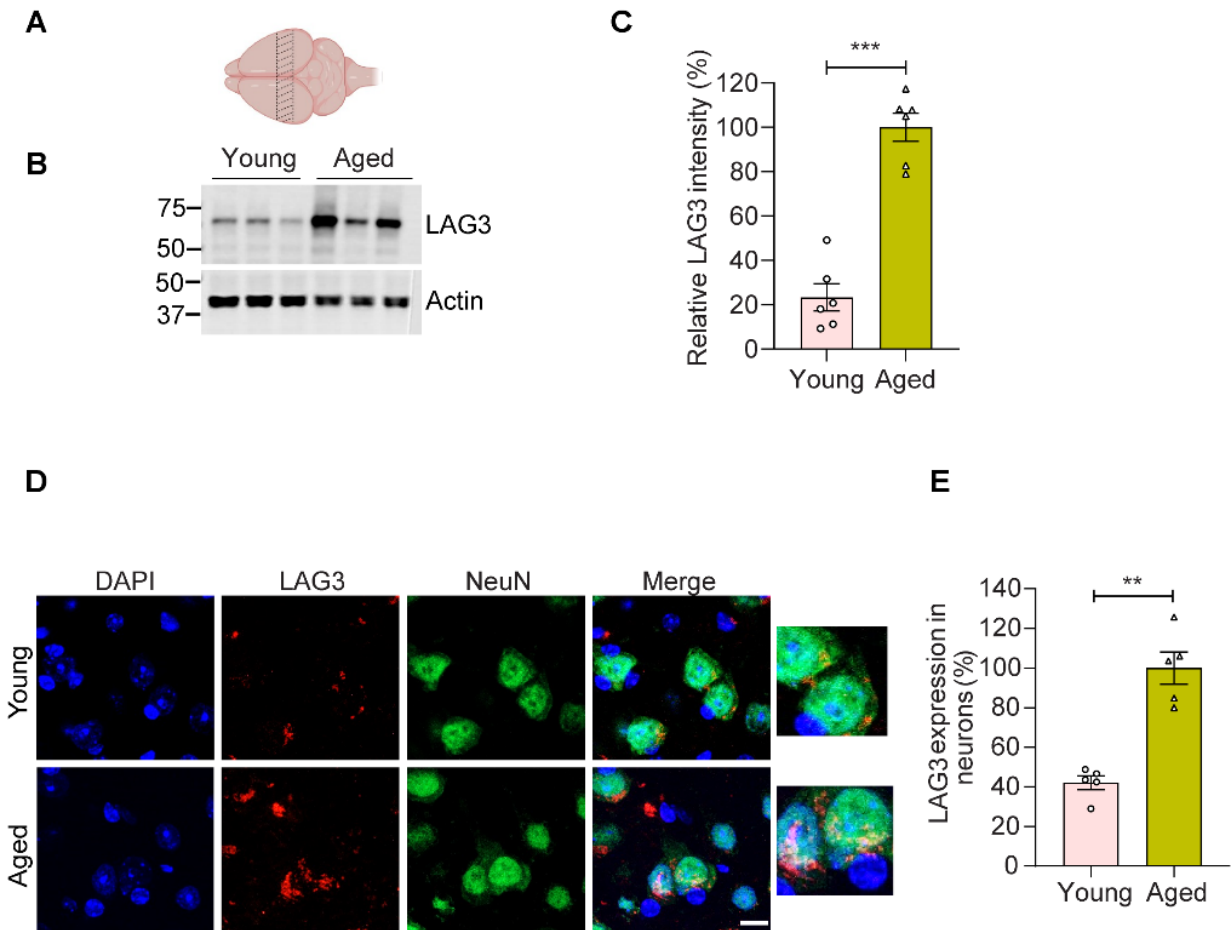 A
B
Young Aged
75
50
LAG3
50
37
Actin
C
Relative LAG3 intensity (%)
***
120
100
80
60
40
20
0
Young Aged
D
DAPI LAG3 NeuN Merge
Young
Aged
E
LAG3 expression in
neurons (%)
**
140
120
100
80
60
40
20
0
Young Aged